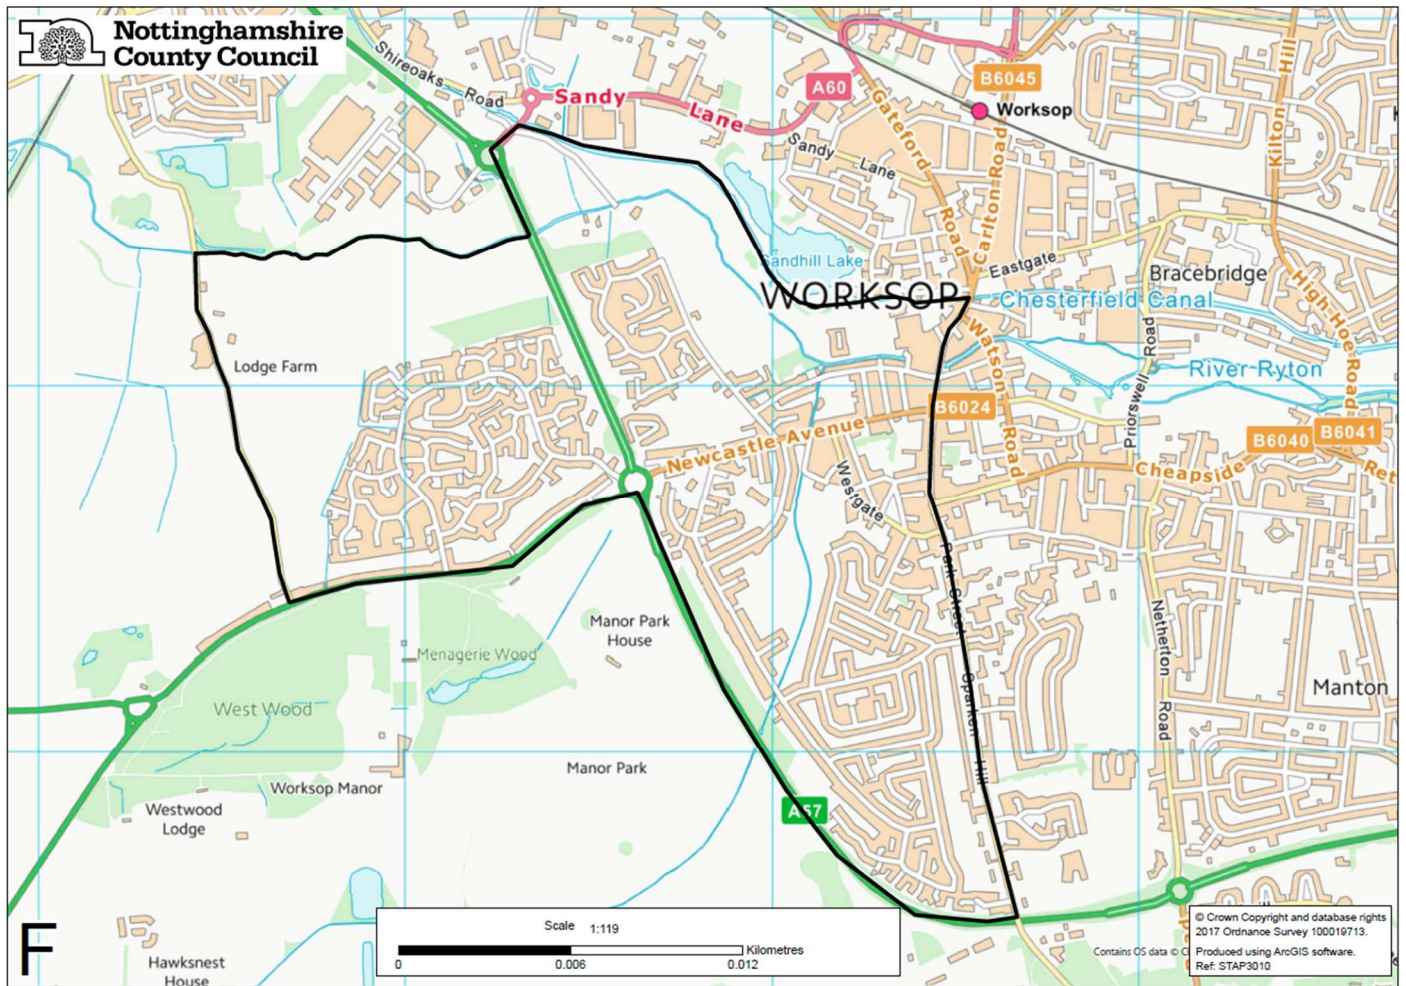 Nottinghamshire
County Council
Shireoaks Road
Sandy Lane
A60
B6045
Worksop
Kilton Hill
Gateford Road
Sandy Lane
Carlton Road
Eastgate
Bracebridge
Sandhill Lake
WORKSOP
Chesterfield Canal
High Hoe Road
Watson Road
Priorswell Road
River Ryton
Lodge Farm
B6024
Newcastle Avenue
B6040
B6041
Cheapside
Ret
Westgate
Park Street
Sparken Hill
Netherton Road
Manor Park
House
Menagerie Wood
West Wood
Manton
Manor Park
Worksop Manor
Westwood
Lodge
A57
F
Hawksnest
House
Scale 1:119
Kilometres
0 0.006 0.012
Contains OS data © C
© Crown Copyright and database rights
2017 Ordnance Survey 100019713.
Produced using ArcGIS software.
Ref: STAP3010